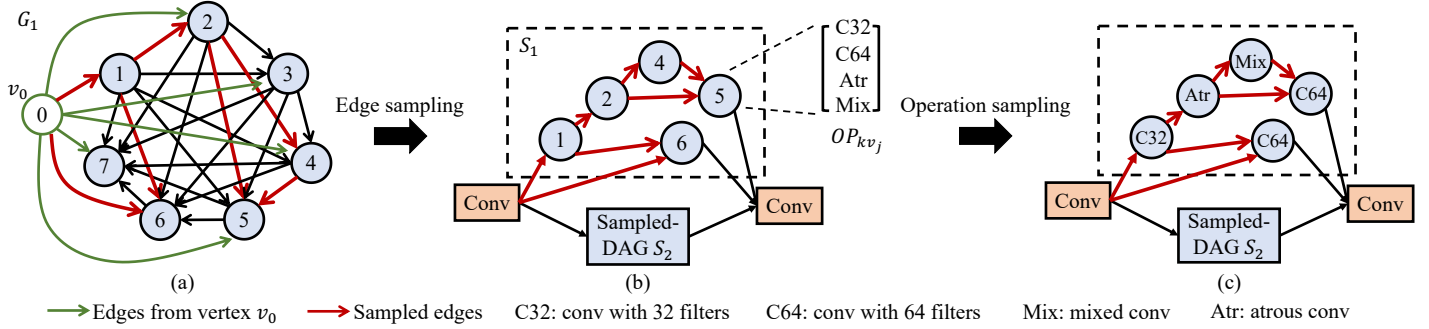 G₁
v₀
0
1
2
3
4
5
6
7
(a)
Edge sampling
S₁
1
2
4
5
6
Conv
Sampled-
DAG S₂
Conv
(b)
C32
C64
Atr
Mix
OPₖᵥⱼ
Operation sampling
C32
Atr
Mix
C64
C64
Conv
Sampled-
DAG S₂
Conv
(c)
Edges from vertex v₀
Sampled edges
C32: conv with 32 filters
C64: conv with 64 filters
Mix: mixed conv
Atr: atrous conv